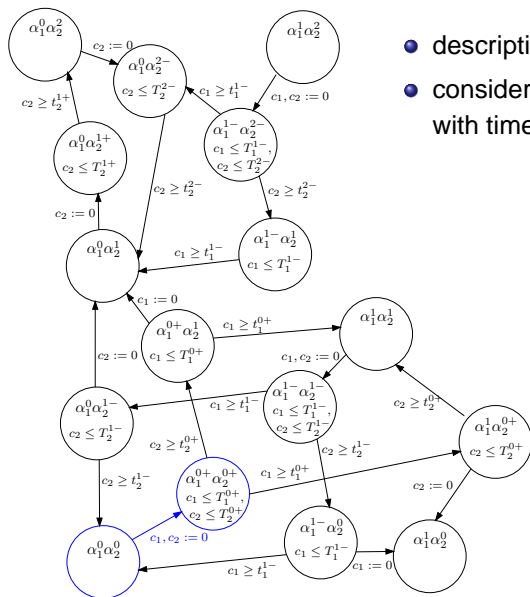 α₁⁰α₂²
c₂ := 0
α₁¹α₂²
• descripti
α₁⁰α₂²⁻
c₂ ≤ T₂²⁻
c₁ ≥ t₁¹⁻
c₁, c₂ := 0
• consider
with time
c₂ ≥ t₂¹⁺
α₁⁰α₂¹⁺
c₂ ≤ T₂¹⁺
α₁¹⁻α₂²⁻
c₁ ≤ T₁¹⁻,
c₂ ≤ T₂²⁻
c₂ ≥ t₂²⁻
c₂ ≥ t₂²⁻
c₂ := 0
α₁⁰α₂¹
c₁ ≥ t₁¹⁻
α₁¹⁻α₂¹
c₁ ≤ T₁¹⁻
c₁ := 0
α₁⁰⁺α₂¹
c₁ ≤ T₁⁰⁺
c₁ ≥ t₁⁰⁺
α₁¹α₂¹
c₂ := 0
c₁, c₂ := 0
α₁⁰α₂¹⁻
c₂ ≤ T₂¹⁻
c₁ ≥ t₁¹⁻
α₁¹⁻α₂¹⁻
c₁ ≤ T₁¹⁻,
c₂ ≤ T₂¹⁻
c₂ ≥ t₂⁰⁺
α₁¹α₂⁰⁺
c₂ ≤ T₂⁰⁺
c₂ ≥ t₂⁰⁺
c₂ ≥ t₂¹⁻
c₂ ≥ t₂¹⁻
α₁⁰⁺α₂⁰⁺
c₁ ≤ T₁⁰⁺,
c₂ ≤ T₂⁰⁺
c₁ ≥ t₁⁰⁺
c₂ := 0
c₁, c₂ := 0
α₁⁰α₂⁰
c₁ ≥ t₁¹⁻
α₁¹⁻α₂⁰
c₁ ≤ T₁¹⁻
c₁ := 0
α₁¹α₂⁰